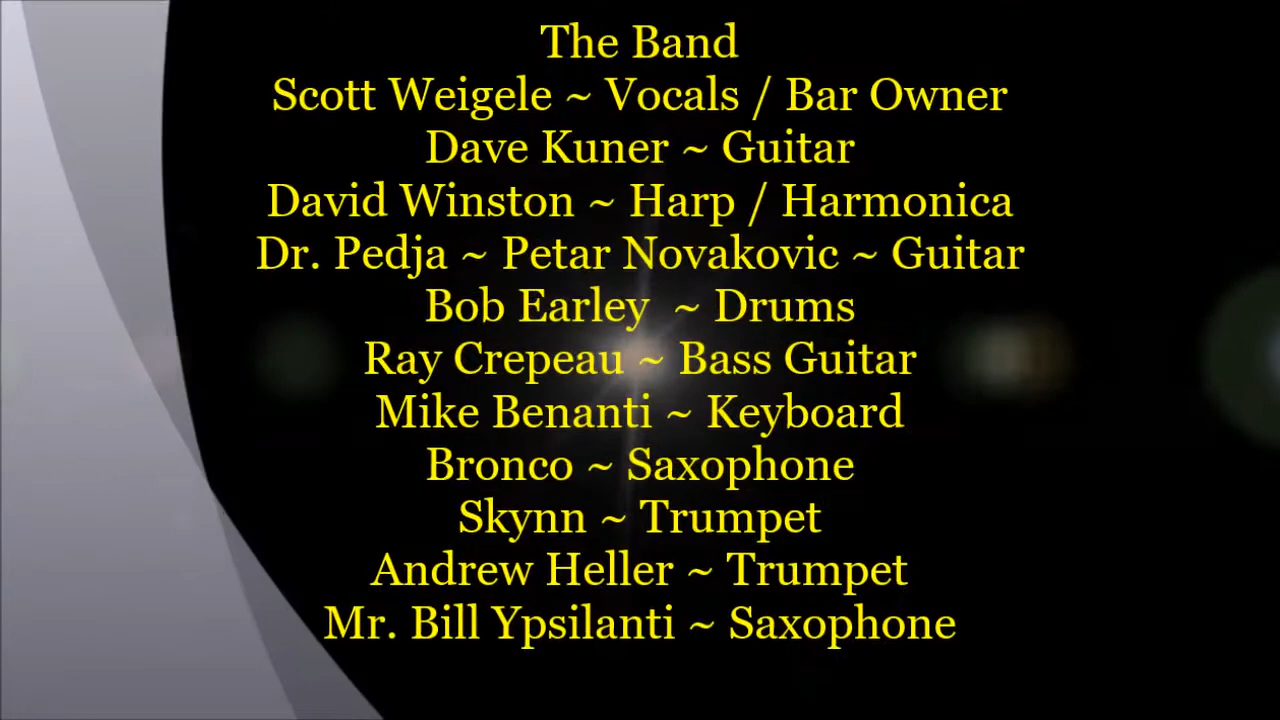 The Band
Scott Weigele ~ Vocals / Bar Owner
Dave Kuner ~ Guitar
David Winston ~ Harp / Harmonica
Dr. Pedja ~ Petar Novakovic ~ Guitar
Bob Earley  ~ Drums
Ray Crepeau ~ Bass Guitar
Mike Benanti ~ Keyboard
Bronco ~ Saxophone
Skynn ~ Trumpet
Andrew Heller ~ Trumpet
Mr. Bill Ypsilanti ~ Saxophone